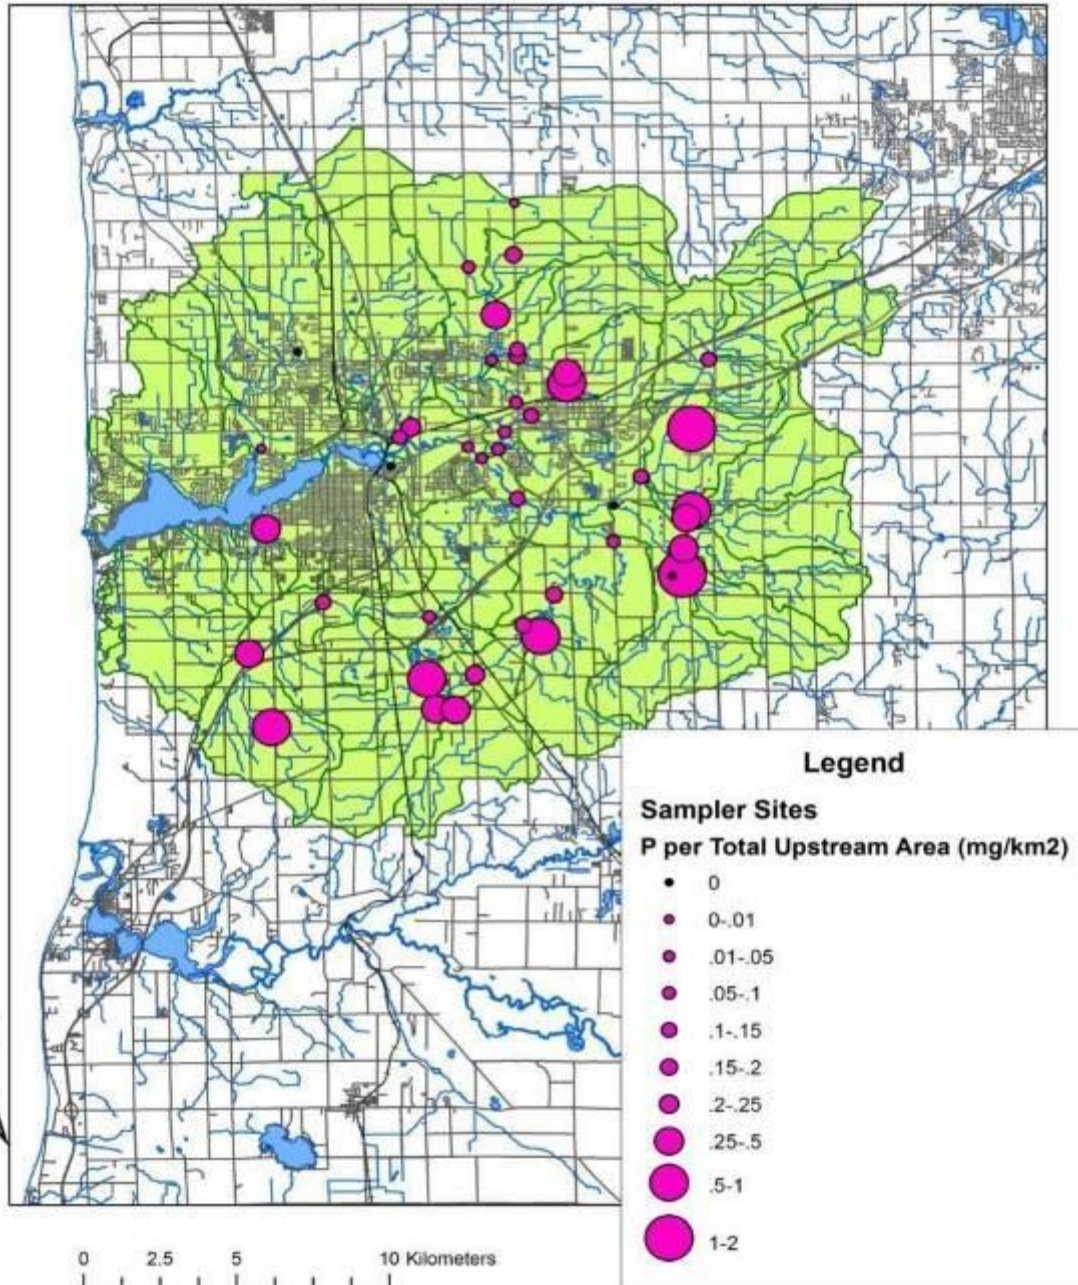 Legend
Sampler Sites
P per Total Upstream Area (mg/km2)
0
0-.01
.01-.05
.05-.1
.1-.15
.15-.2
.2-.25
.25-.5
.5-1
1-2
0 2.5 5 10 Kilometers